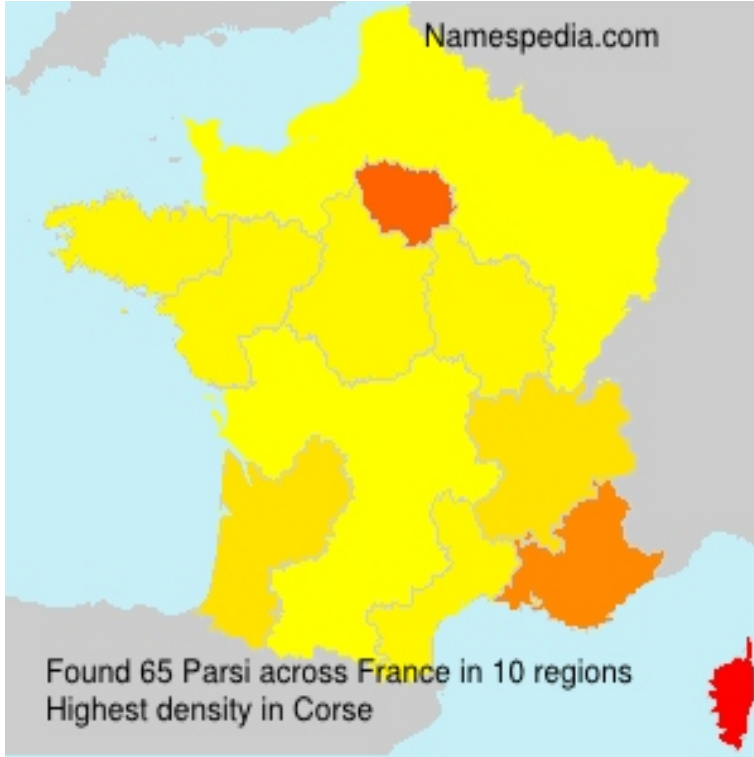 Namespedia.com
Found 65 Parsi across France in 10 regions
Highest density in Corse